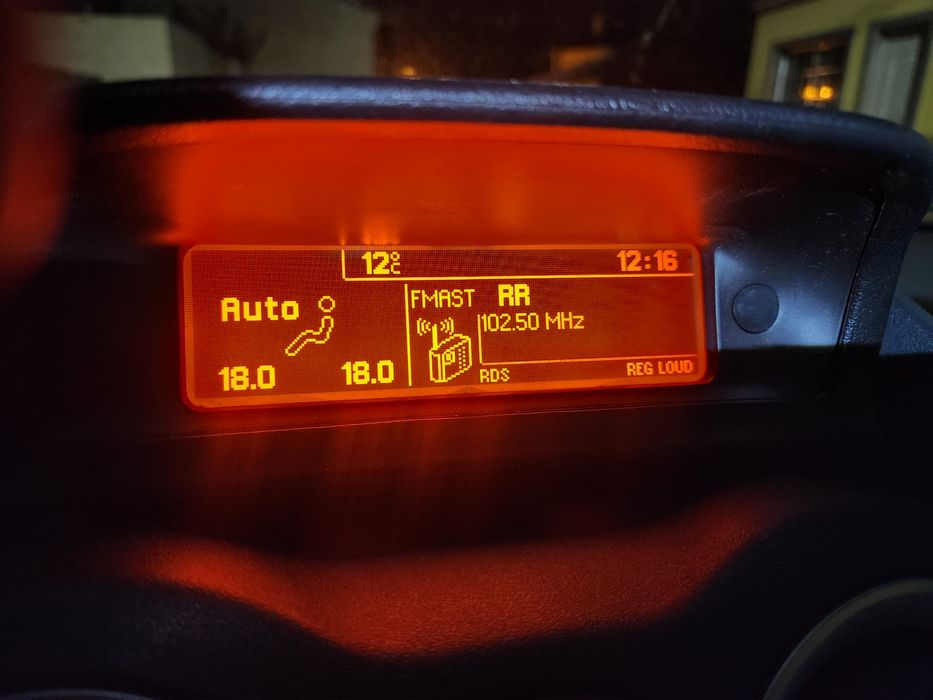 12°C 12:16
Auto
18.0 18.0
FMAST RR
102.50 MHz
RDS REG LOUD